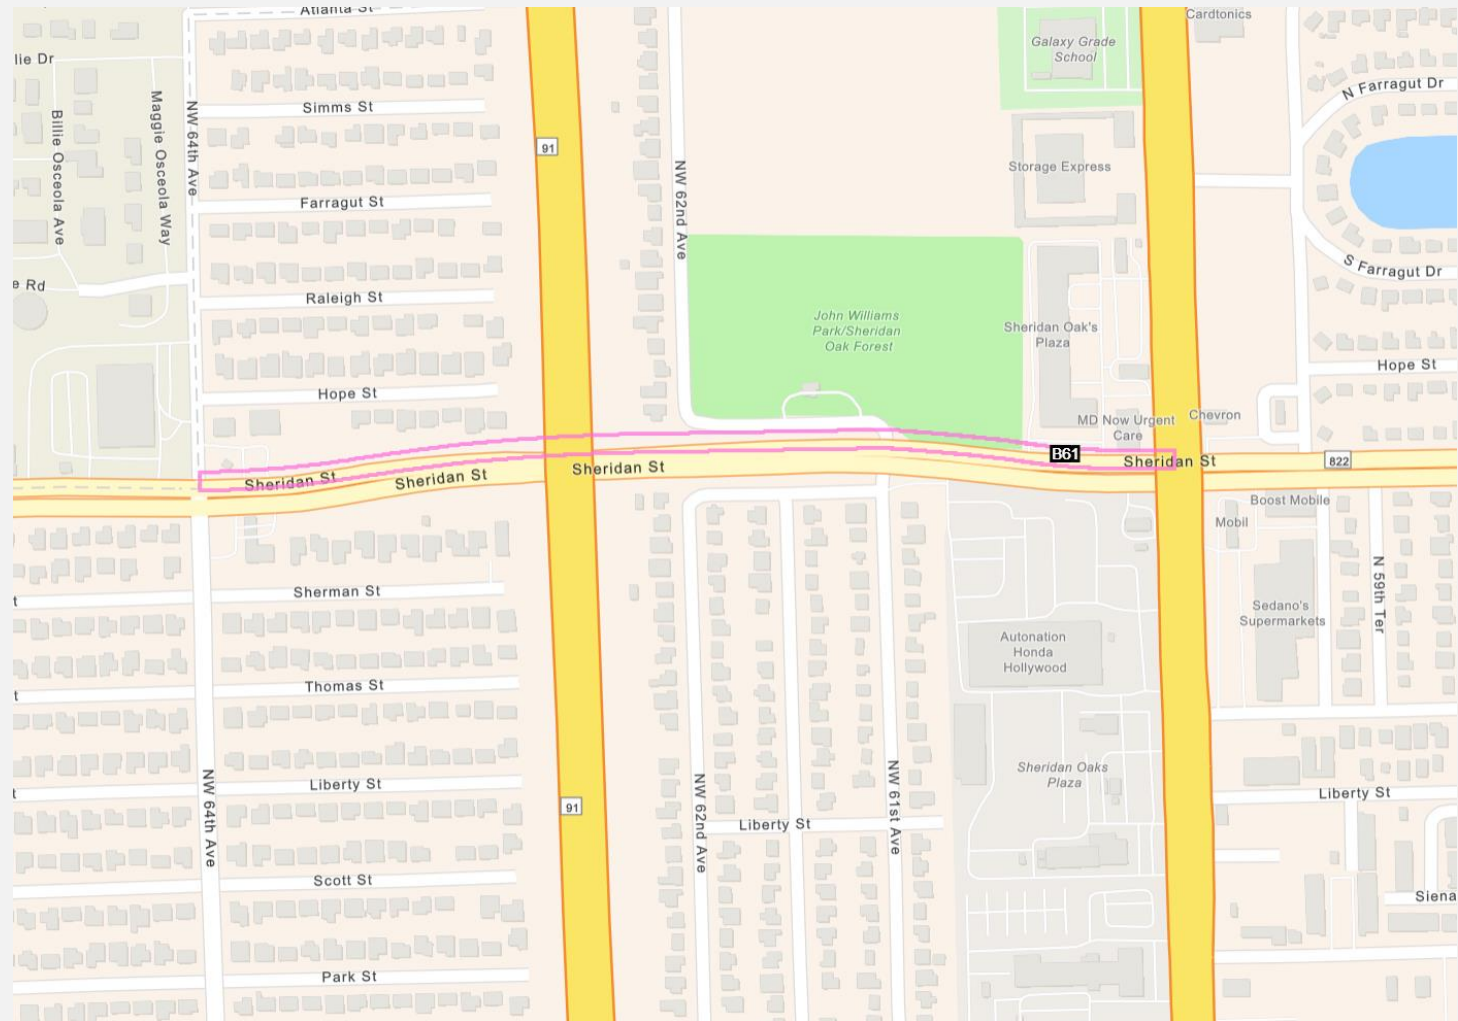 Atlanta St
Cardtonics
Galaxy Grade
School
lie Dr
N Farragut Dr
Simms St
Billie Osceola Ave
Maggie Osceola Way
NW 64th Ave
91
NW 62nd Ave
Storage Express
Farragut St
S Farragut Dr
e Rd
Raleigh St
John Williams
Park/Sheridan
Oak Forest
Sheridan Oak's
Plaza
Hope St
Hope St
MD Now Urgent
Care
Chevron
B61
Sheridan St
Sheridan St
Sheridan St
Sheridan St
822
Boost Mobile
Mobil
N 59th Ter
Sherman St
t
Sedano's
Supermarkets
Autonation
Honda
Hollywood
Thomas St
t
Sheridan Oaks
Plaza
Liberty St
t
Liberty St
91
NW 64th Ave
NW 62nd Ave
Liberty St
NW 61st Ave
Scott St
Siena
Park St